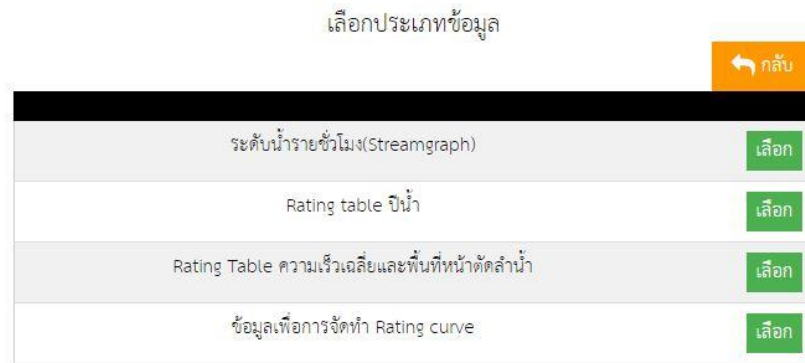 เลือกประเภทข้อมูล
กลับ
ระดับน้ำรายชั่วโมง(Streamgraph)
เลือก
Rating table ปีน้ำ
เลือก
Rating Table ความเร็วเฉลี่ยและพื้นที่หน้าตัดลำน้ำ
เลือก
ข้อมูลเพื่อการจัดทำ Rating curve
เลือก